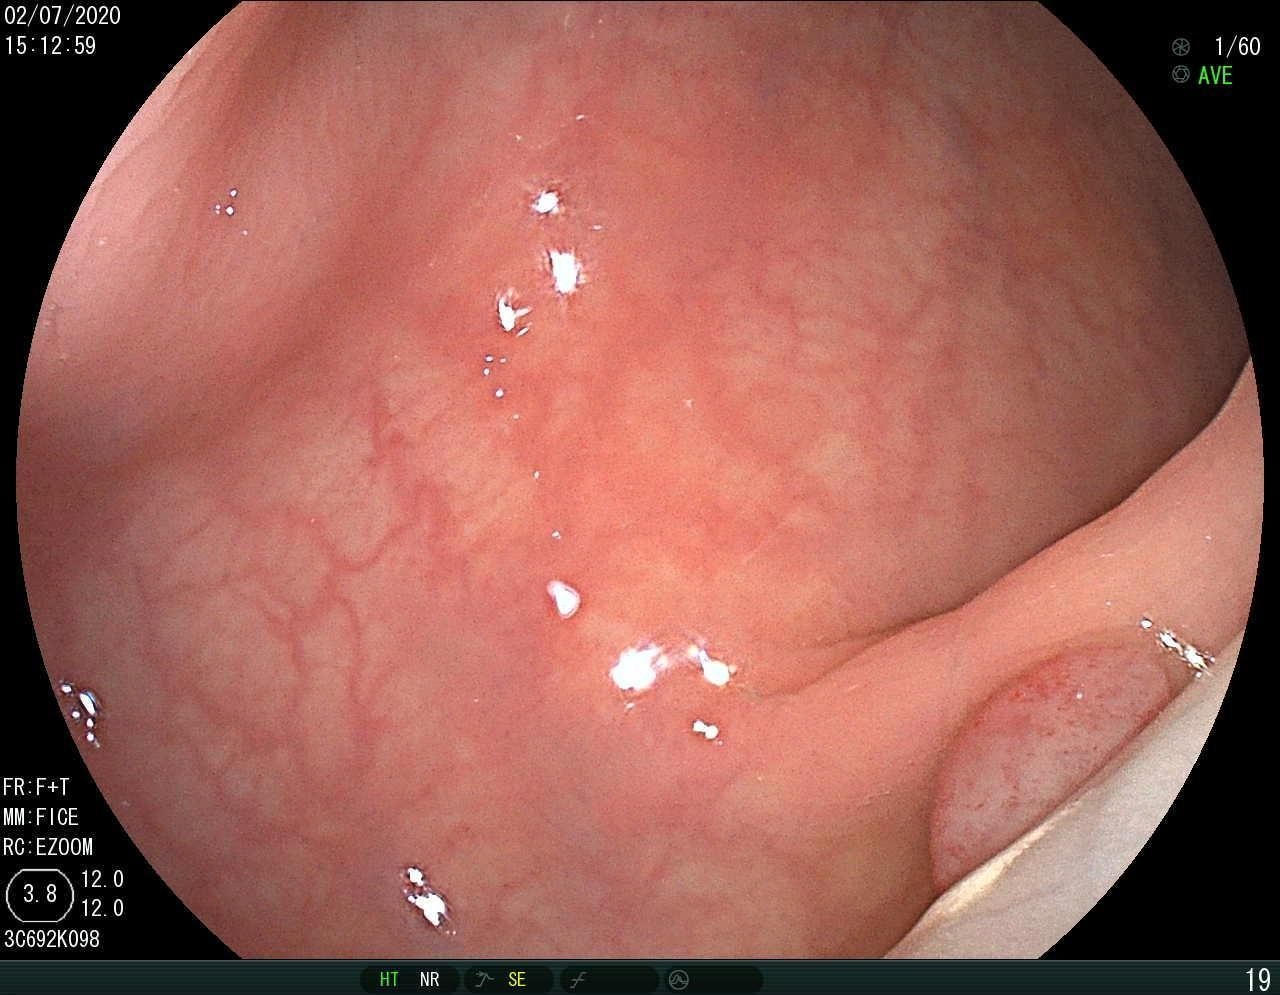 02/07/2020
15:12:59
1/60
AVE
FR:F+T
MM:FICE
RC:EZOOM
3.8
12.0
12.0
3C692K098
HT NR SE
19